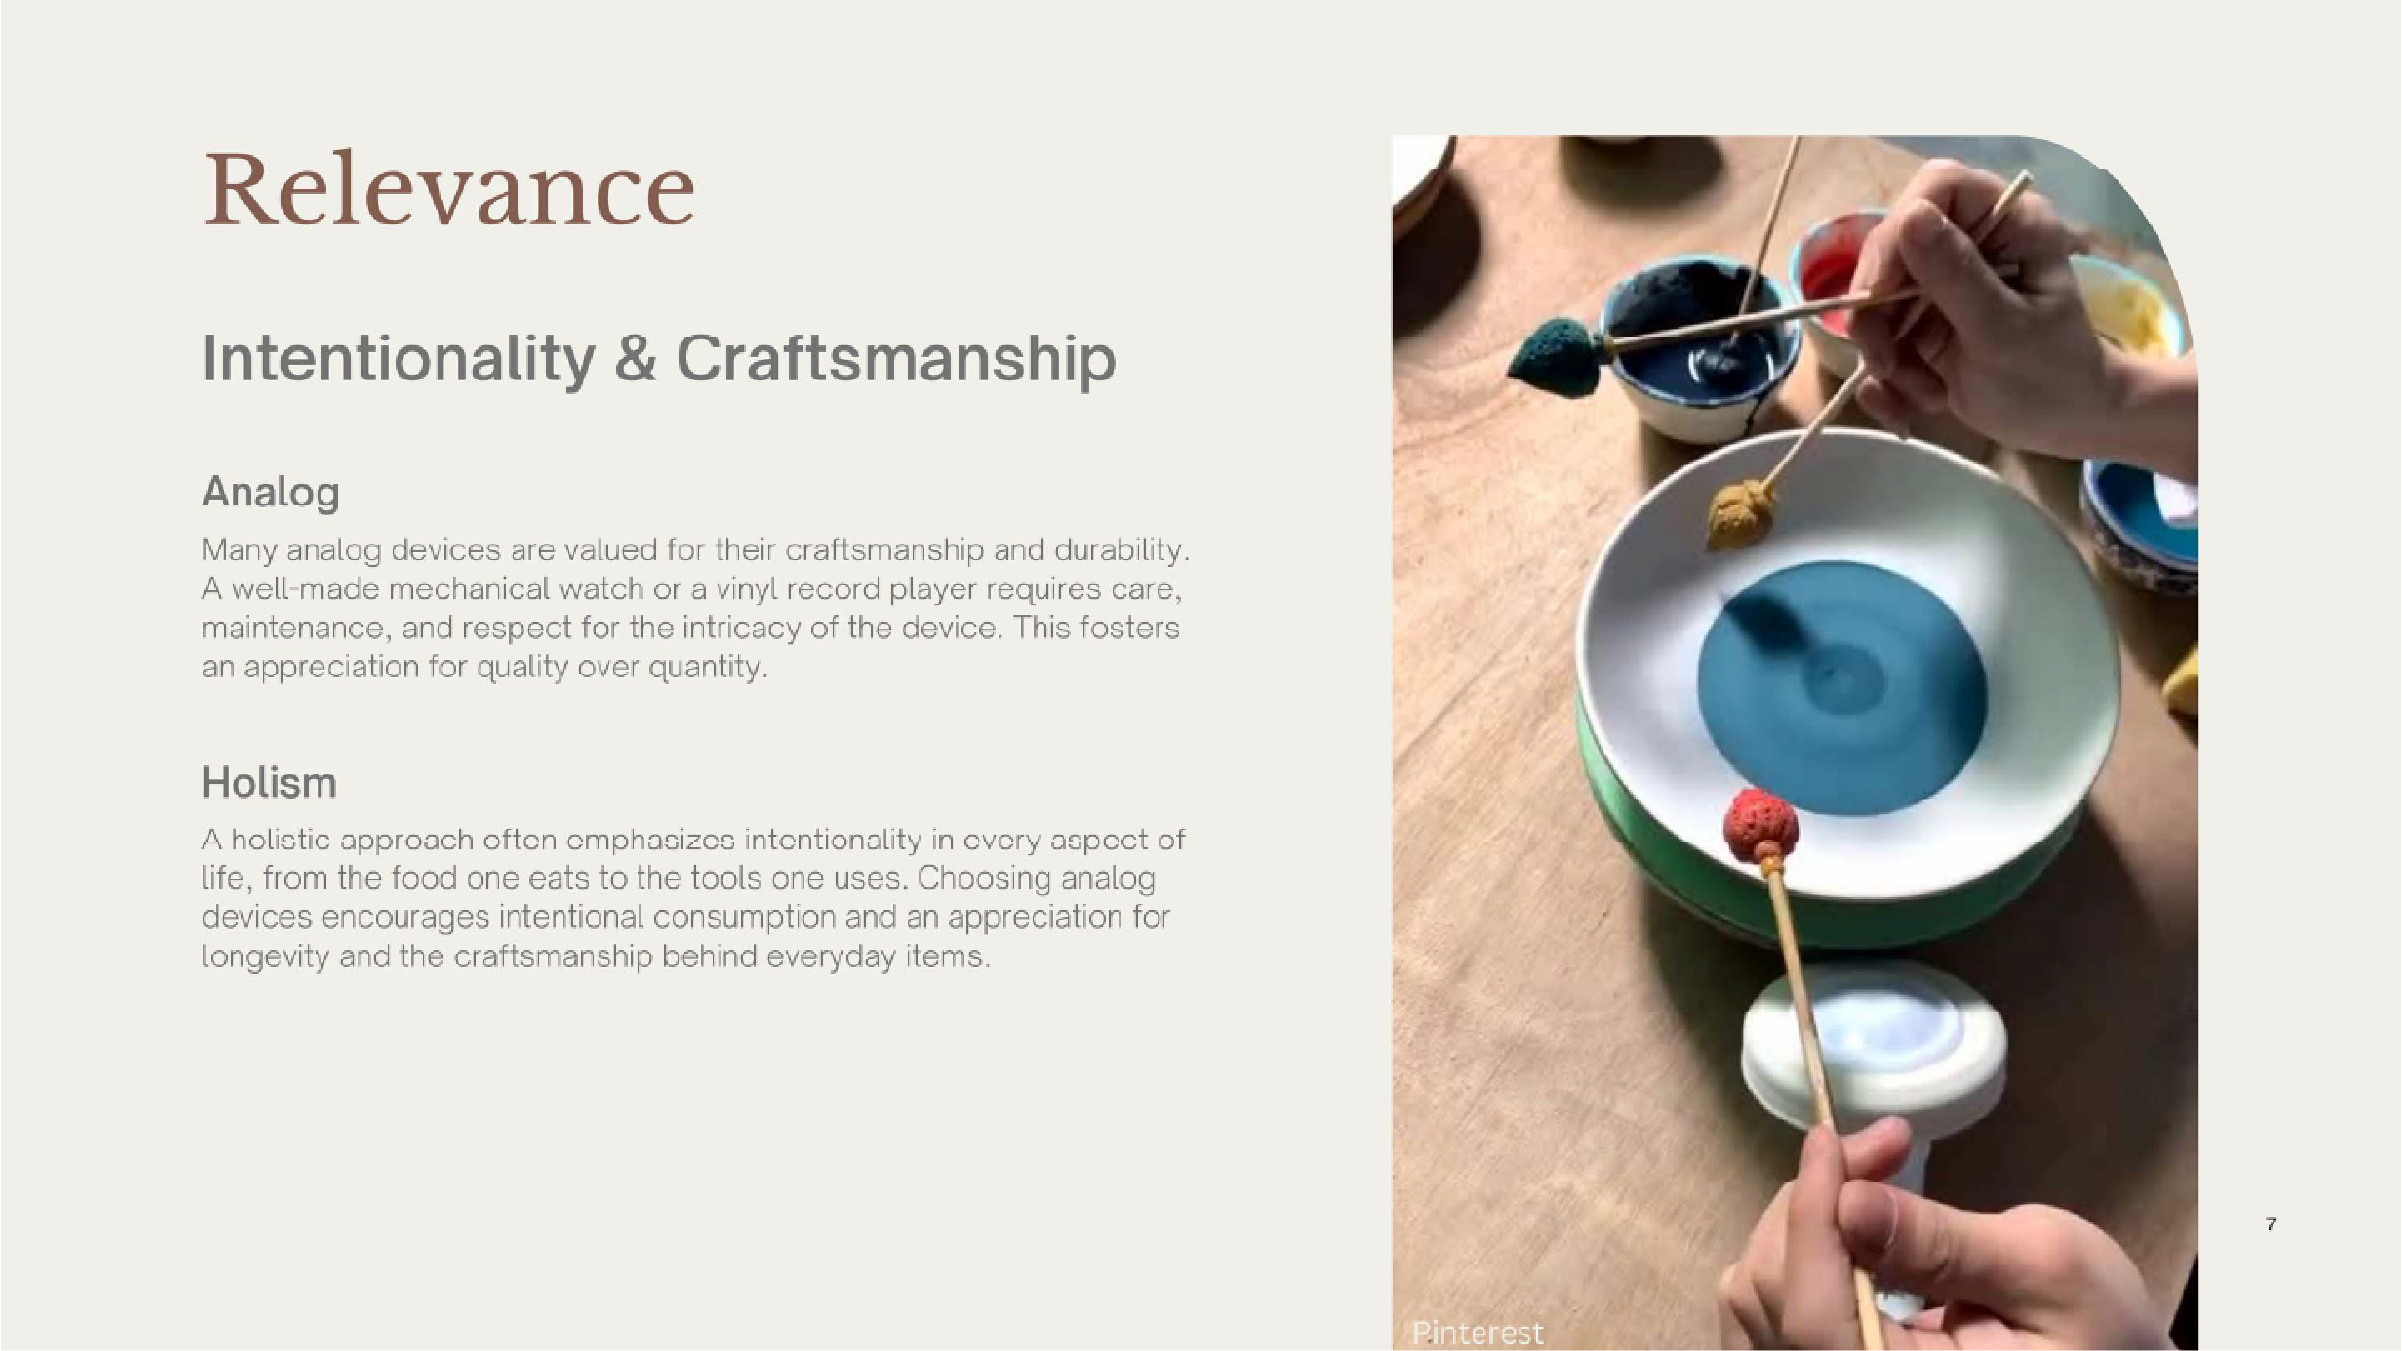 Relevance
Intentionality & Craftsmanship
Analog
Many analog devices are valued for their craftsmanship and durability.
A well-made mechanical watch or a vinyl record player requires care,
maintenance, and respect for the intricacy of the device. This fosters
an appreciation for quality over quantity.
Holism
A holistic approach often emphasizes intentionality in every aspect of
life, from the food one eats to the tools one uses. Choosing analog
devices encourages intentional consumption and an appreciation for
longevity and the craftsmanship behind everyday items.
Pinterest
7